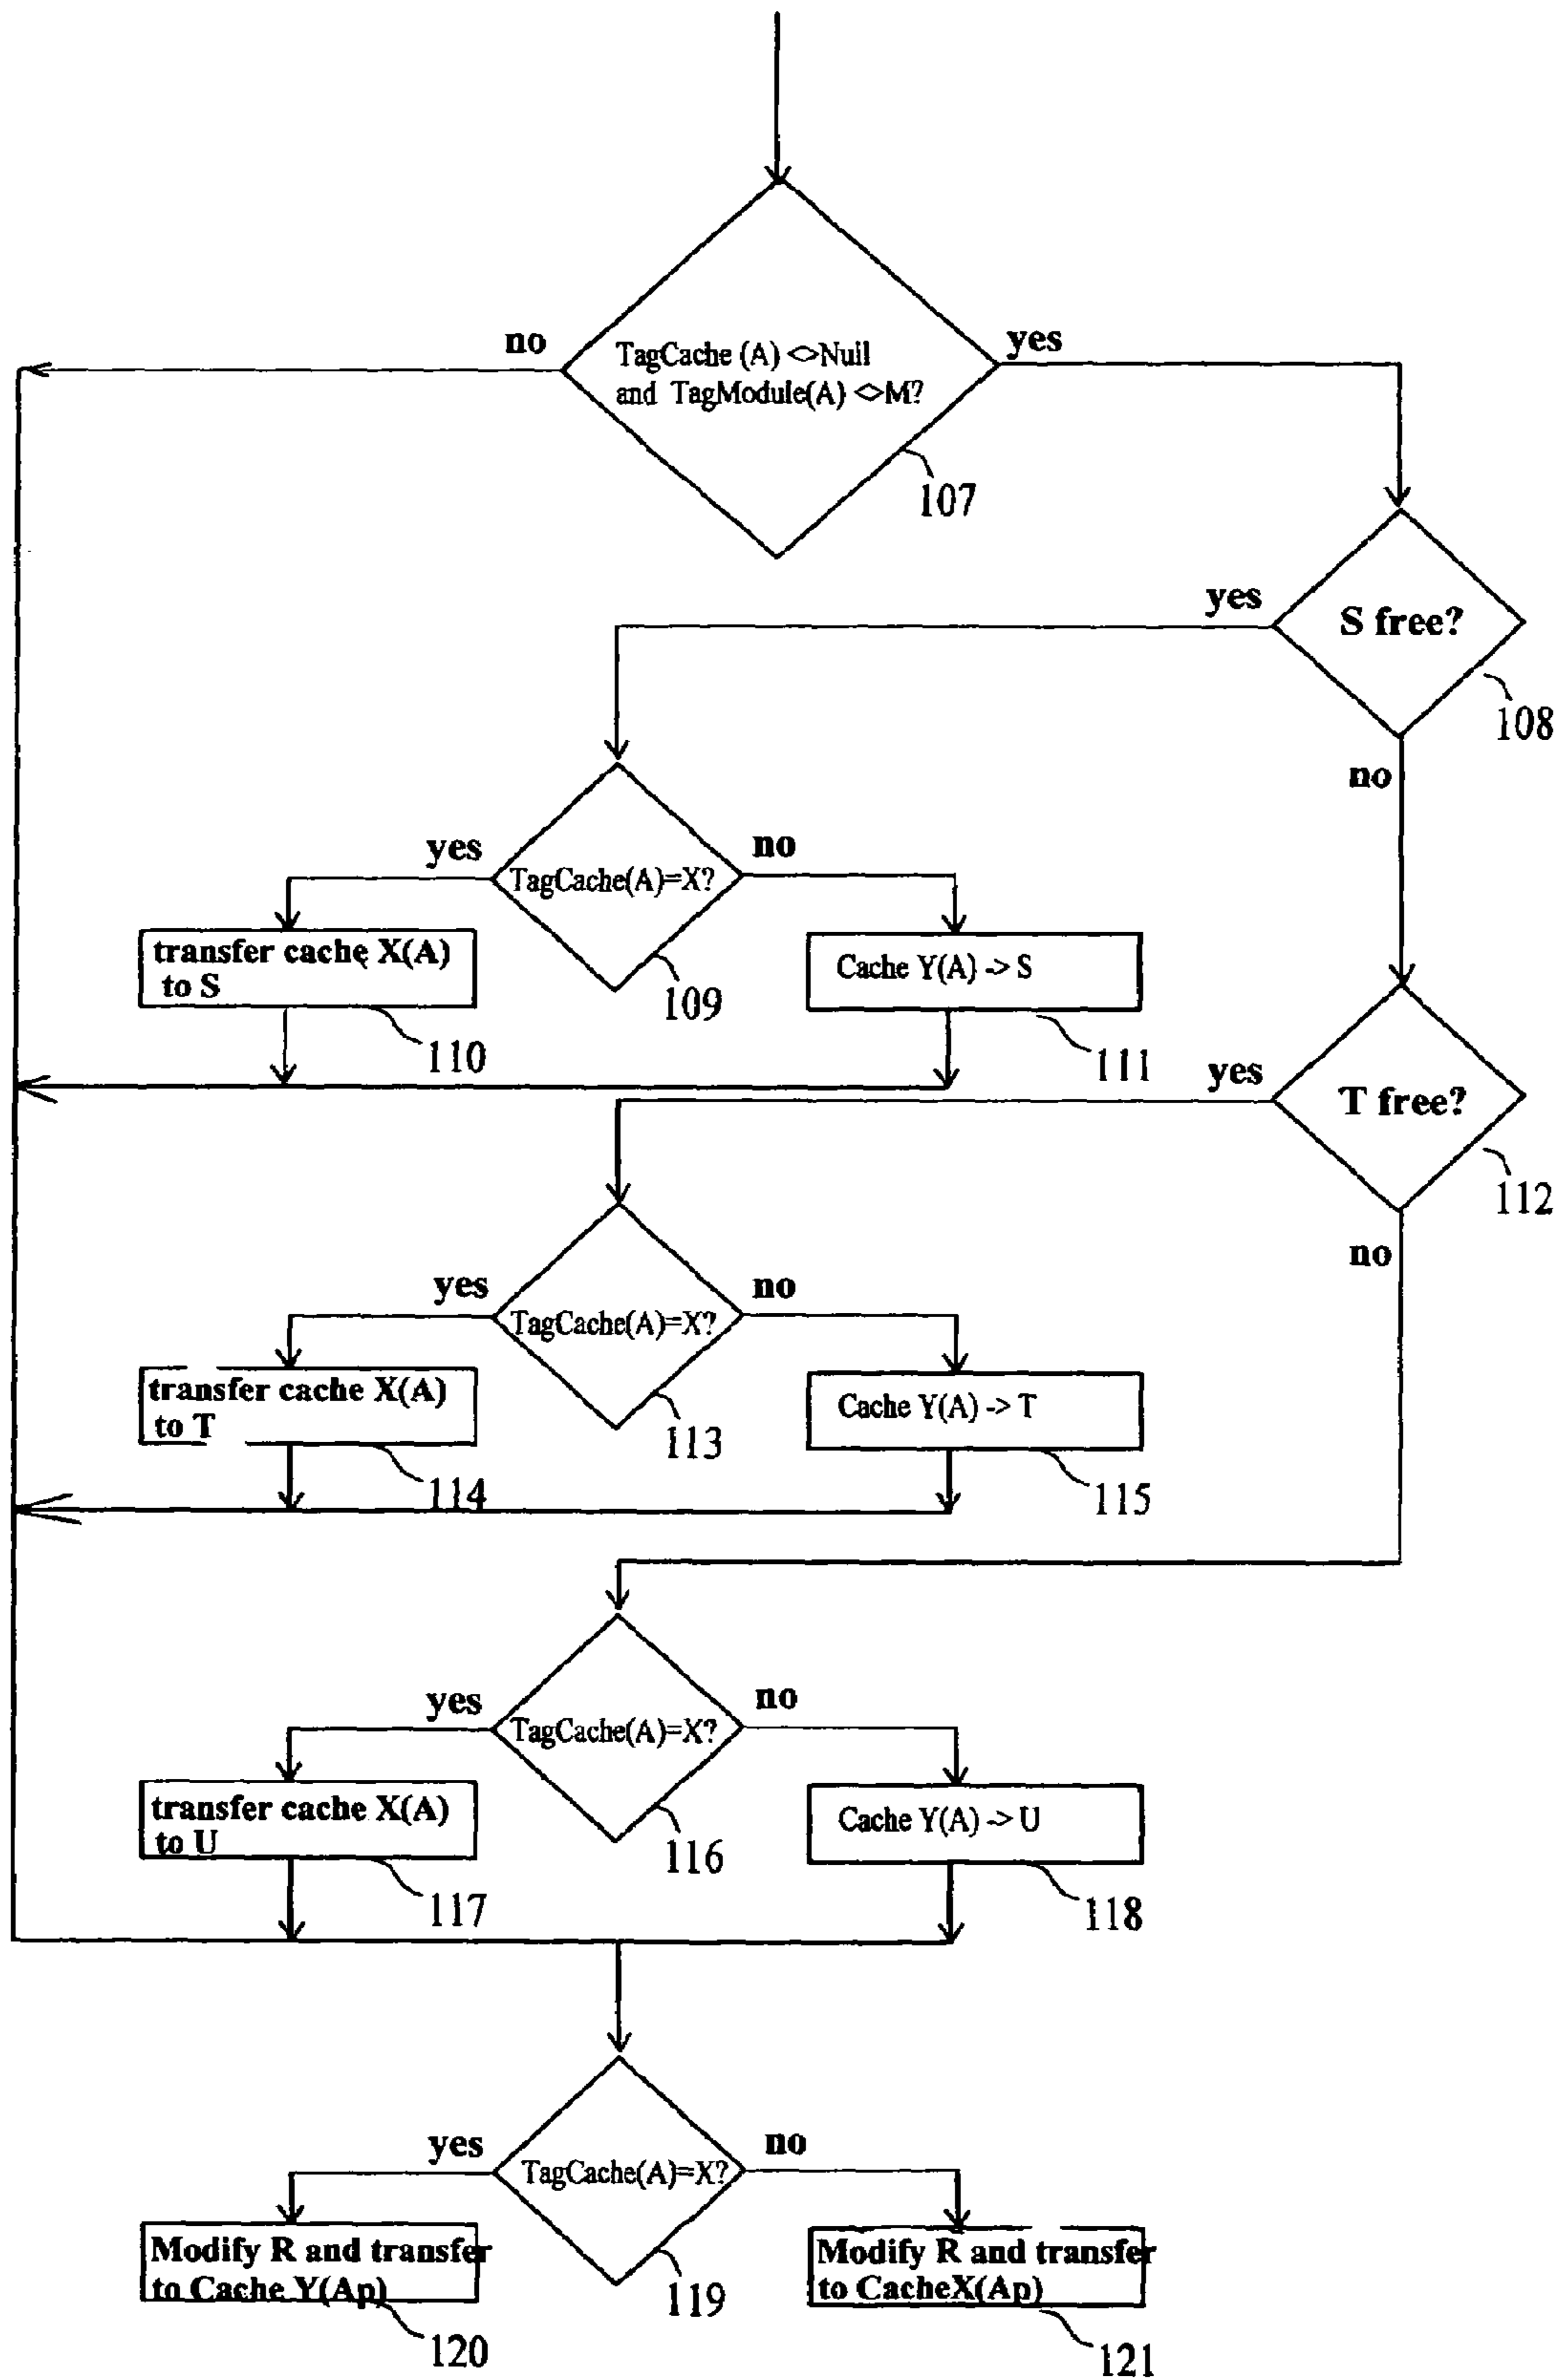 no
yes
TagCache (A) <>Null
and TagModule(A) <>M?
107
yes
S free?
108
no
yes
no
TagCache(A)=X?
transfer cache X(A)
to S
Cache Y(A) -> S
109
110
111
yes
T free?
112
no
yes
no
TagCache(A)=X?
transfer cache X(A)
to T
Cache Y(A) -> T
113
114
115
yes
no
TagCache(A)=X?
transfer cache X(A)
to U
Cache Y(A) -> U
116
117
118
yes
no
TagCache(A)=X?
Modify R and transfer
to Cache Y(Ap)
Modify R and transfer
to CacheX(Ap)
119
120
121